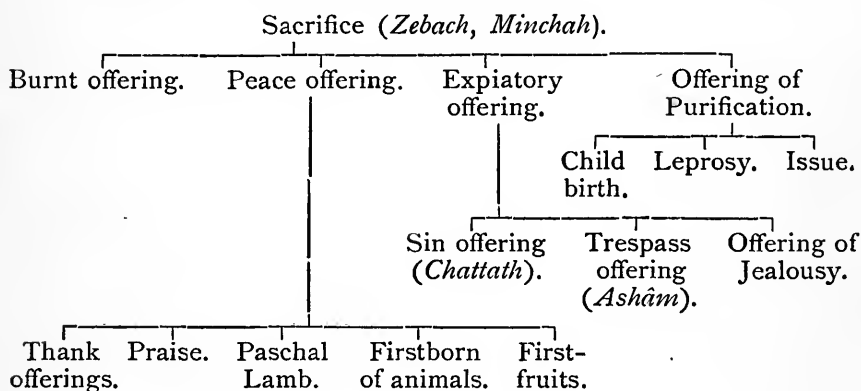 Sacrifice (Zebach, Minchah).
Burnt offering. Peace offering. Expiatory Offering of
offering. Purification.
Child Leprosy. Issue.
birth.
Sin offering Trespass Offering of
(Chattath). offering Jealousy.
(Ashâm).
Thank Praise. Paschal Firstborn First-
offerings. Lamb. of animals. fruits.